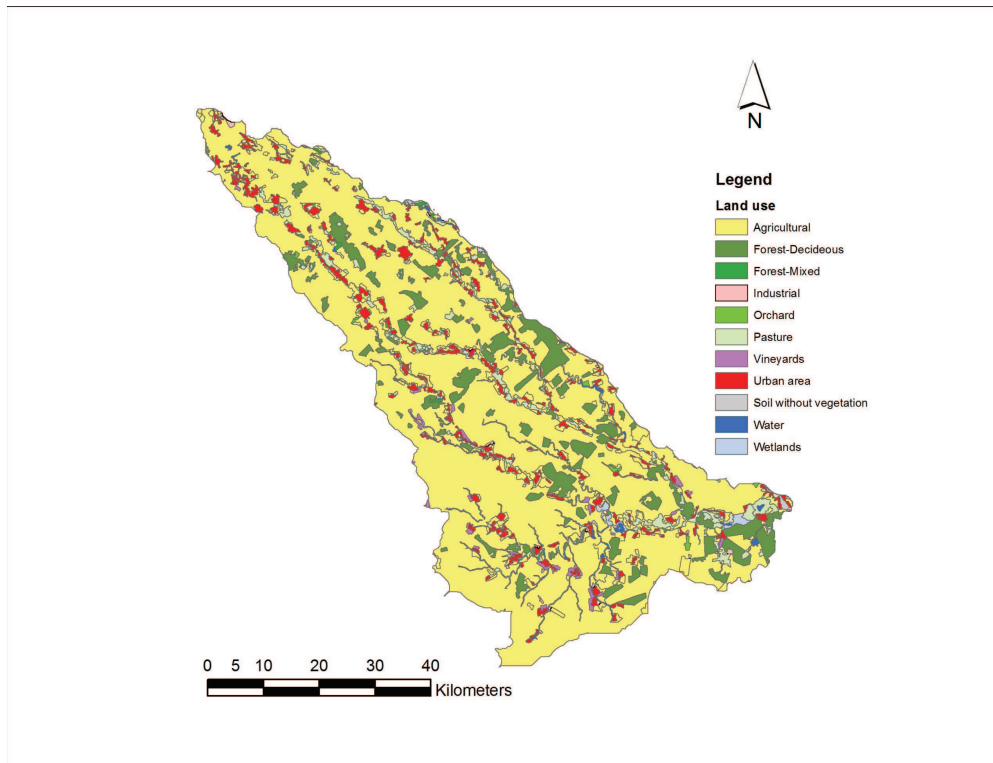 N
Legend
Land use
Agricultural
Forest-Decideous
Forest-Mixed
Industrial
Orchard
Pasture
Vineyards
Urban area
Soil without vegetation
Water
Wetlands
0 5 10 20 30 40
Kilometers